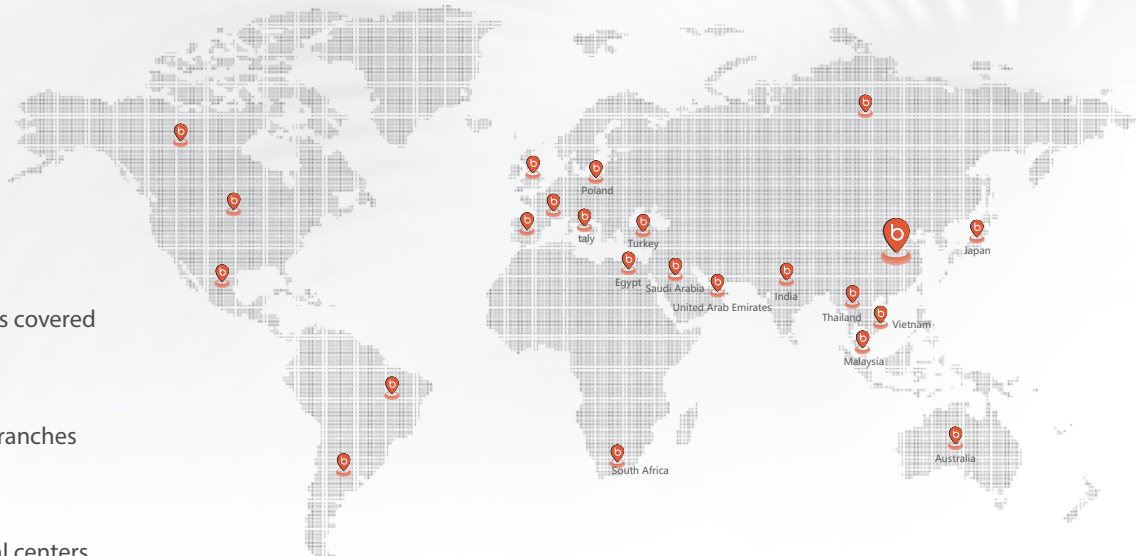 Poland
taly
Turkey
Japan
Egypt
Saudi Arabia
India
United Arab Emirates
Thailand
s covered
Vietnam
Malaysia
ranches
Australia
South Africa
al centers
b